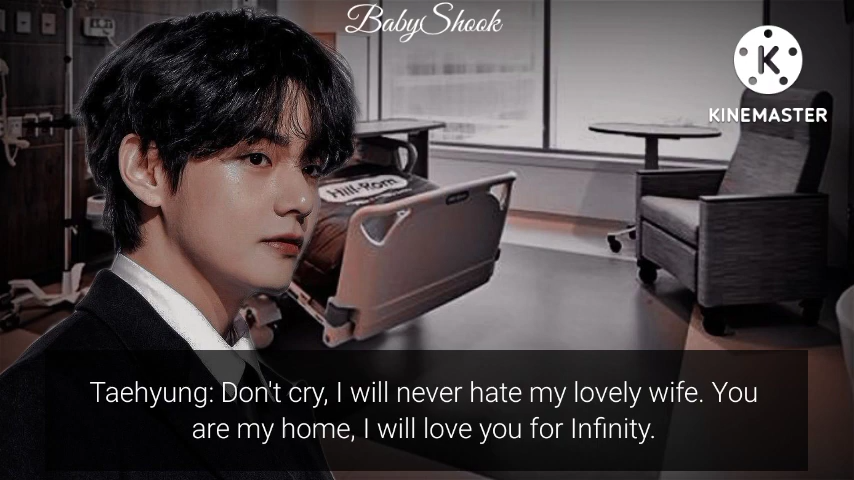 BabyShook
K
KINEMASTER
Hill-Rom
Taehyung: Don't cry, I will never hate my lovely wife. You
are my home, I will love you for Infinity.